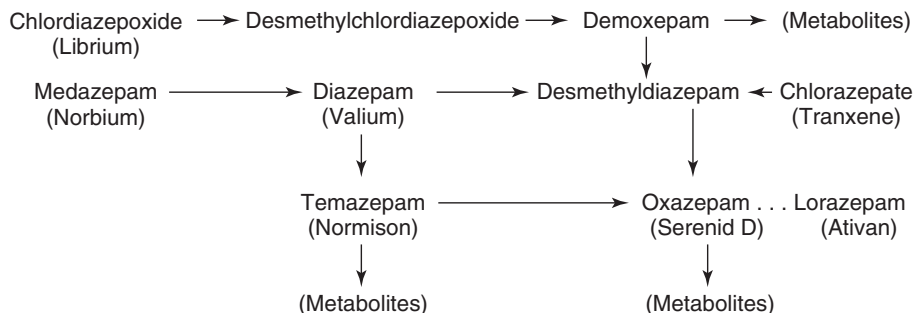 Chlordiazepoxide Desmethylchlordiazepoxide Demoxepam (Metabolites)
(Librium)
Medazepam Diazepam Desmethyldiazepam Chlorazepate
(Norbium) (Valium) (Tranxene)
Temazepam Oxazepam . . . Lorazepam
(Normison) (Serenid D) (Ativan)
(Metabolites) (Metabolites)